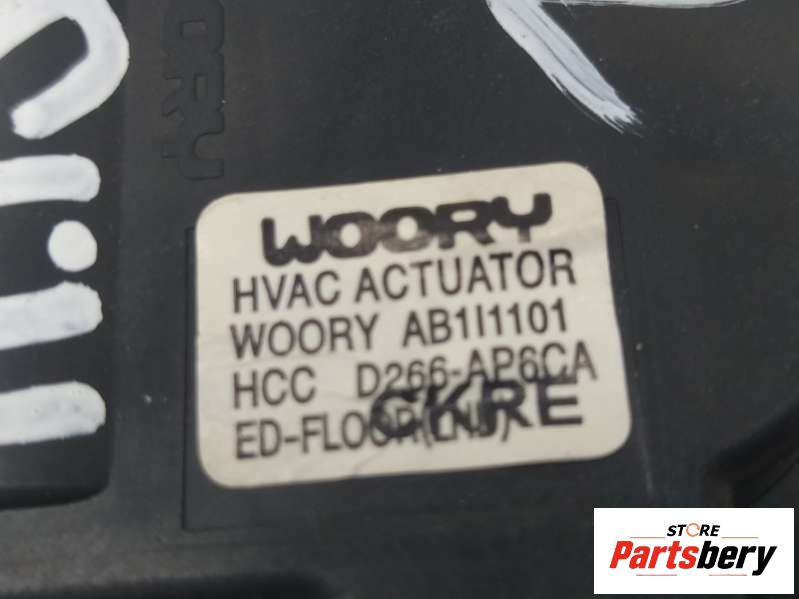 WOORY
HVAC ACTUATOR
WOORY AB1I1101
HCC D266-AP6CA
CKRE
ED-FLOOR
STORE
Partsbery